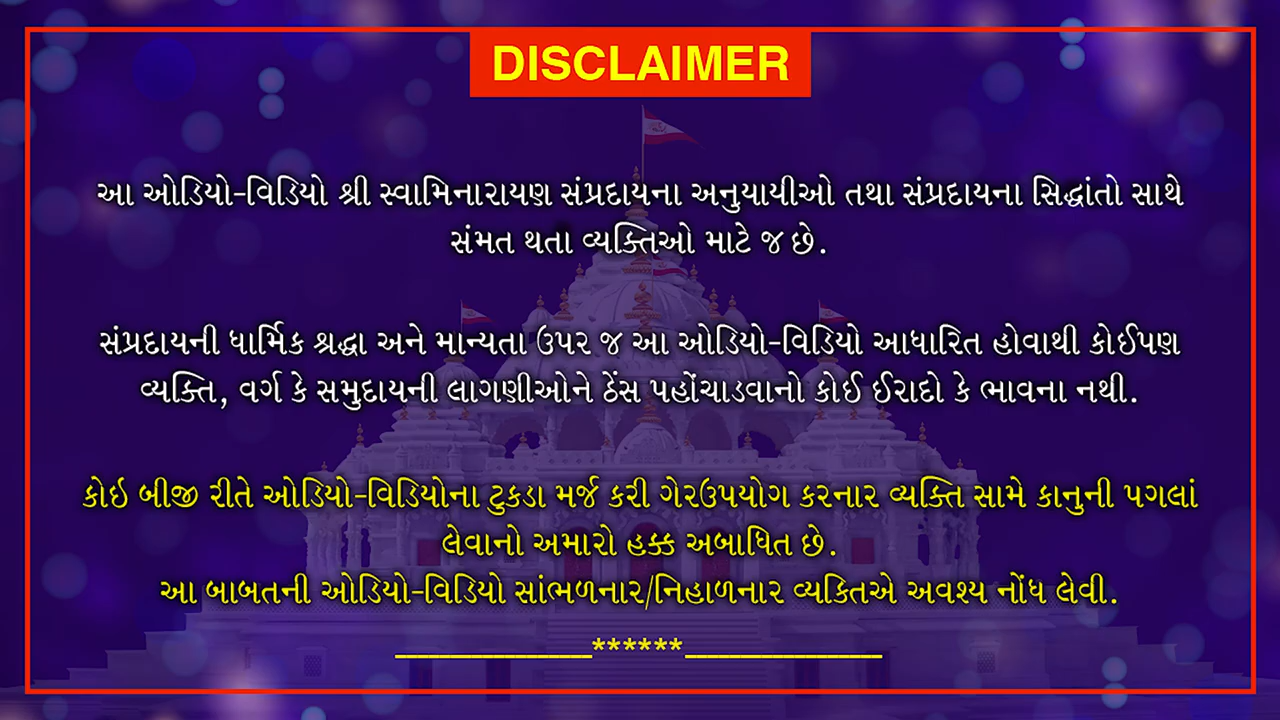 DISCLAIMER
આ ઓડિયો-વિડિયો શ્રી સ્વામિનારાયણ સંપ્રદાયના અનુયાયીઓ તથા સંપ્રદાયના સિદ્ધાંતો સાથે
સંમત થતા વ્યક્તિઓ માટે જ છે.
સંપ્રદાયની ધાર્મિક શ્રદ્ધા અને માન્યતા ઉપર જ આ ઓડિયો-વિડિયો આધારિત હોવાથી કોઈપણ
વ્યક્તિ, વર્ગ કે સમુદાયની લાગણીઓને ઠેંસ પહોંચાડવાનો કોઈ ઈરાદો કે ભાવના નથી.
કોઇ બીજી રીતે ઓડિયો-વિડિયોના ટુકડા મર્જ કરી ગેરઉપયોગ કરનાર વ્યક્તિ સામે કાનુની પગલાં
લેવાનો અમારો હક્ક અબાધિત છે.
આ બાબતની ઓડિયો-વિડિયો સાંભળનાર/નિહાળનાર વ્યકિતએ અવશ્ય નોંધ લેવી.
______________******______________